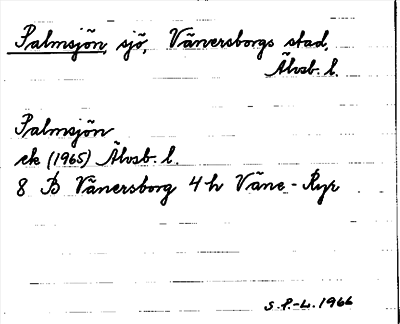 Palmsjön, sjö, Vänersborgs stad,
Älvsb. l.
Palmsjön
ek (1965) Älvsb. l.
8 B Vänersborg 4 h Väne-Ryr
S.P-L. 1966